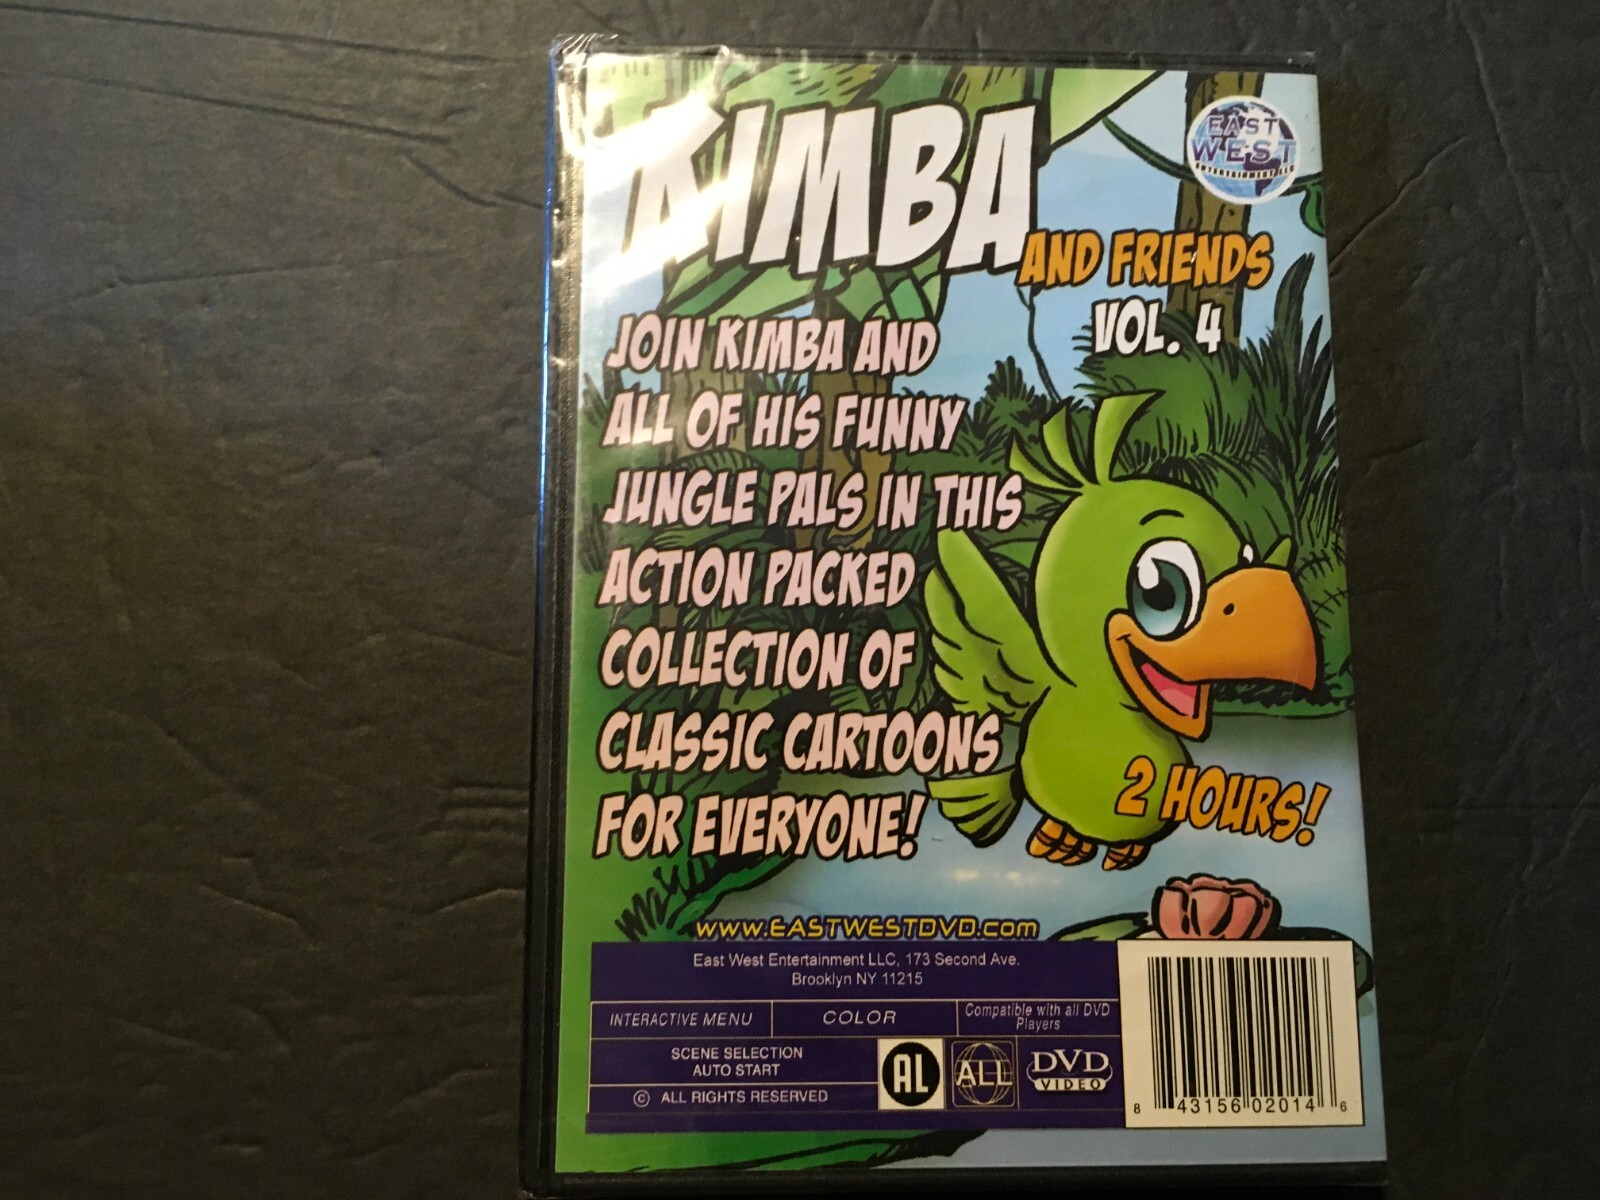 KIMBA
EAST
WEST
ENTERTAINMENT LLC
AND FRIENDS
VOL. 4
JOIN KIMBA AND
ALL OF HIS FUNNY
JUNGLE PALS IN THIS
ACTION PACKED
COLLECTION OF
CLASSIC CARTOONS
FOR EVERYONE!
2 HOURS!
www.EASTWESTDVD.com
East West Entertainment LLC, 173 Second Ave.
Brooklyn NY 11215
INTERACTIVE MENU
COLOR
Compatible with all DVD
Players
SCENE SELECTION
AUTO START
© ALL RIGHTS RESERVED
AL
ALL
DVD
VIDEO
8 43156 02014 6